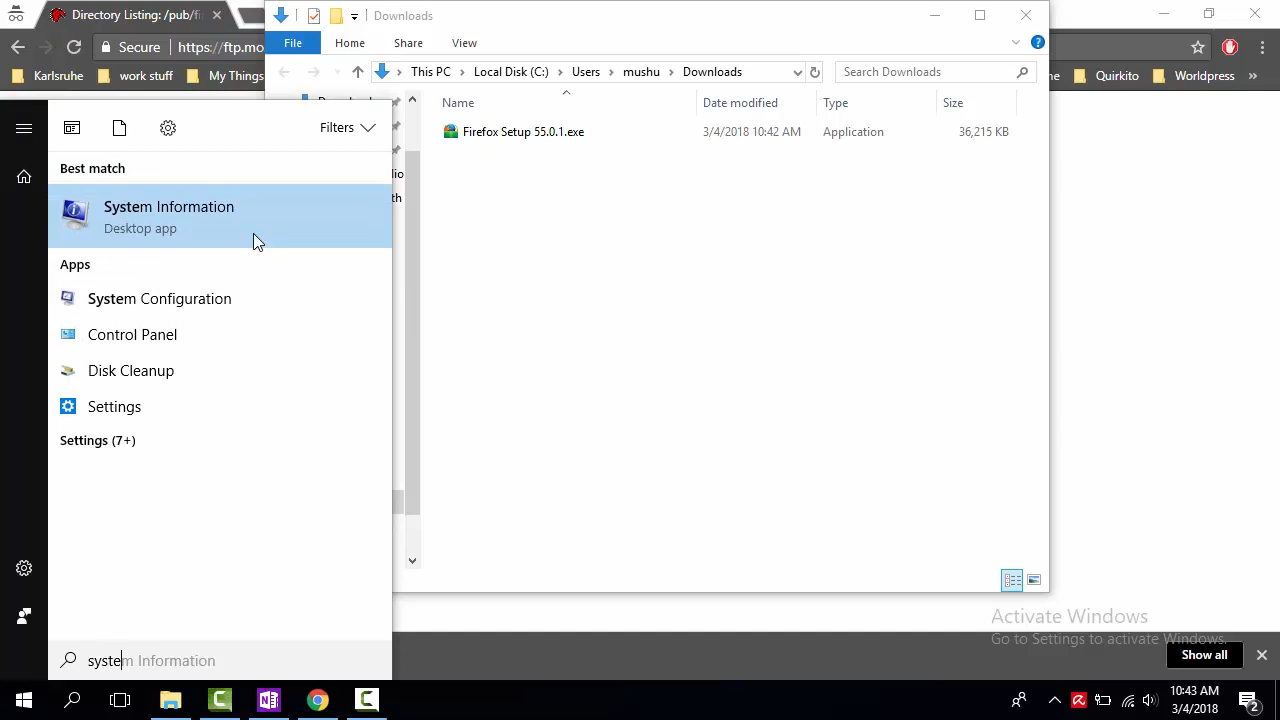 Directory Listing: /pub/fi
Downloads
File
Home
Share
View
Secure
https://ftp.mo
This PC
Local Disk (C:)
Users
mushu
Downloads
Search Downloads
Karlsruhe
work stuff
My Things
Quirkito
Worldpress
»
Name
Date modified
Type
Size
Firefox Setup 55.0.1.exe
3/4/2018 10:42 AM
Application
36,215 KB
Filters
Best match
System Information
Desktop app
Apps
System Configuration
Control Panel
Disk Cleanup
Settings
Settings (7+)
Activate Windows
Go to Settings to activate Windows.
Show all
system Information
10:43 AM
3/4/2018
2